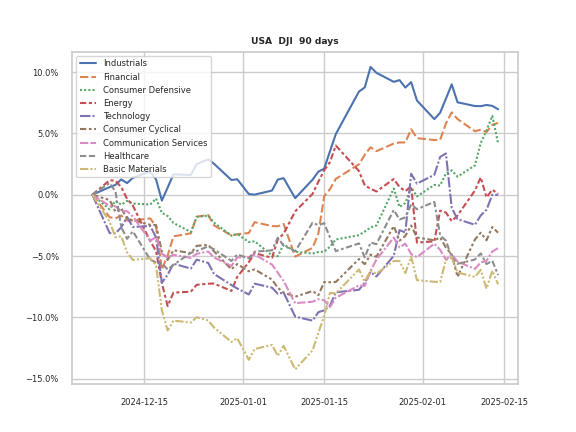 USA DJI 90 days
Industrials
Financial
Consumer Defensive
Energy
Technology
Consumer Cyclical
Communication Services
Healthcare
Basic Materials
10.0%
5.0%
0.0%
−5.0%
−10.0%
−15.0%
2024-12-15
2025-01-01
2025-01-15
2025-02-01
2025-02-15